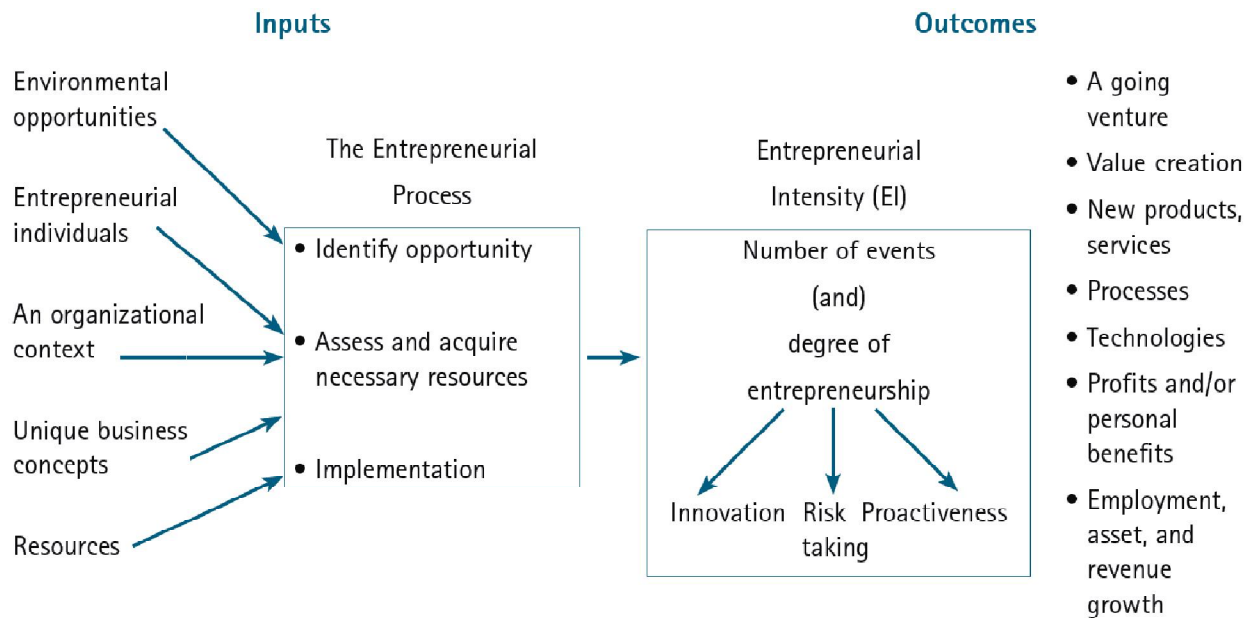 Inputs
Outcomes
Environmental
opportunities
Entrepreneurial
individuals
An organizational
context
Unique business
concepts
Resources
The Entrepreneurial
Process
• Identify opportunity
• Assess and acquire
necessary resources
• Implementation
Entrepreneurial
Intensity (EI)
Number of events
(and)
degree of
entrepreneurship
Innovation Risk Proactiveness
taking
• A going
venture
• Value creation
• New products,
services
• Processes
• Technologies
• Profits and/or
personal
benefits
• Employment,
asset, and
revenue
growth